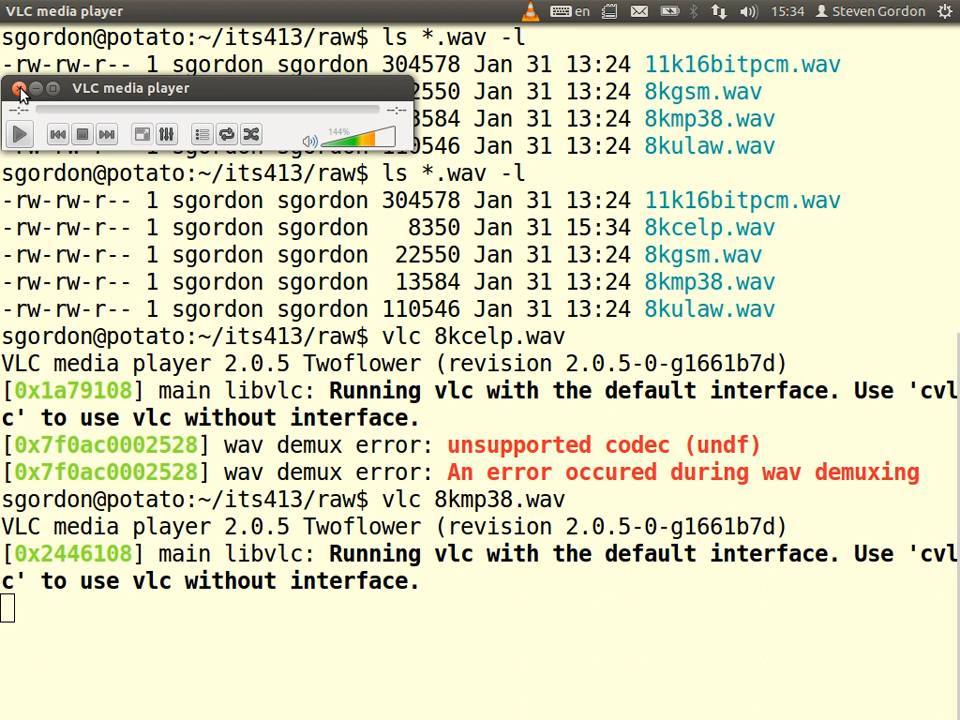 VLC media player
en
15:34
Steven Gordon
sgordon@potato:~/its413/raw$ ls *.wav -l
-rw-rw-r-- 1 sgordon sgordon 304578 Jan 31 13:24 11k16bitpcm.wav
VLC media player
2550 Jan 31 13:24 8kgsm.wav
--:--
--:--
3584 Jan 31 13:24 8kmp38.wav
144%
0546 Jan 31 13:24 8kulaw.wav
sgordon@potato:~/its413/raw$ ls *.wav -l
-rw-rw-r-- 1 sgordon sgordon 304578 Jan 31 13:24 11k16bitpcm.wav
-rw-rw-r-- 1 sgordon sgordon   8350 Jan 31 15:34 8kcelp.wav
-rw-rw-r-- 1 sgordon sgordon  22550 Jan 31 13:24 8kgsm.wav
-rw-rw-r-- 1 sgordon sgordon  13584 Jan 31 13:24 8kmp38.wav
-rw-rw-r-- 1 sgordon sgordon 110546 Jan 31 13:24 8kulaw.wav
sgordon@potato:~/its413/raw$ vlc 8kcelp.wav
VLC media player 2.0.5 Twoflower (revision 2.0.5-0-g1661b7d)
[0x1a79108] main libvlc: Running vlc with the default interface. Use 'cvl
c' to use vlc without interface.
[0x7f0ac0002528] wav demux error: unsupported codec (undf)
[0x7f0ac0002528] wav demux error: An error occured during wav demuxing
sgordon@potato:~/its413/raw$ vlc 8kmp38.wav
VLC media player 2.0.5 Twoflower (revision 2.0.5-0-g1661b7d)
[0x2446108] main libvlc: Running vlc with the default interface. Use 'cvl
c' to use vlc without interface.